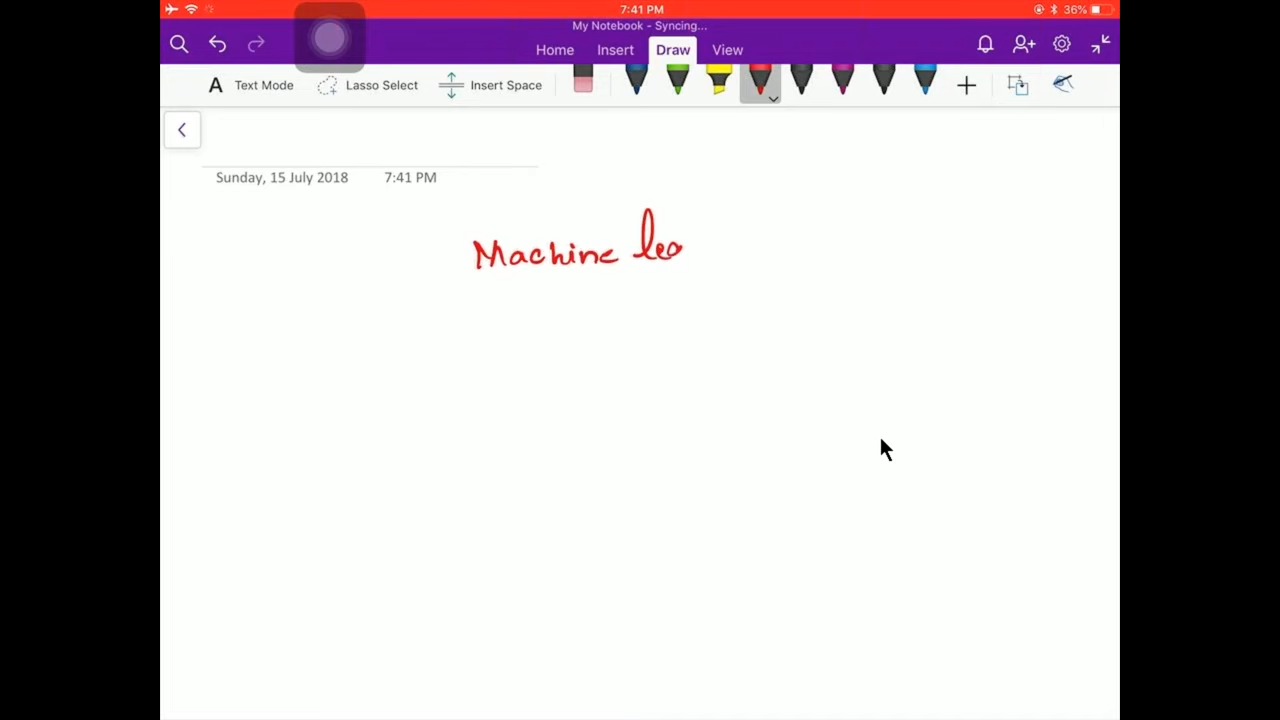 7:41 PM
36%
My Notebook - Syncing...
Home Insert Draw View
A Text Mode Lasso Select Insert Space
Sunday, 15 July 2018 7:41 PM
Machine lea